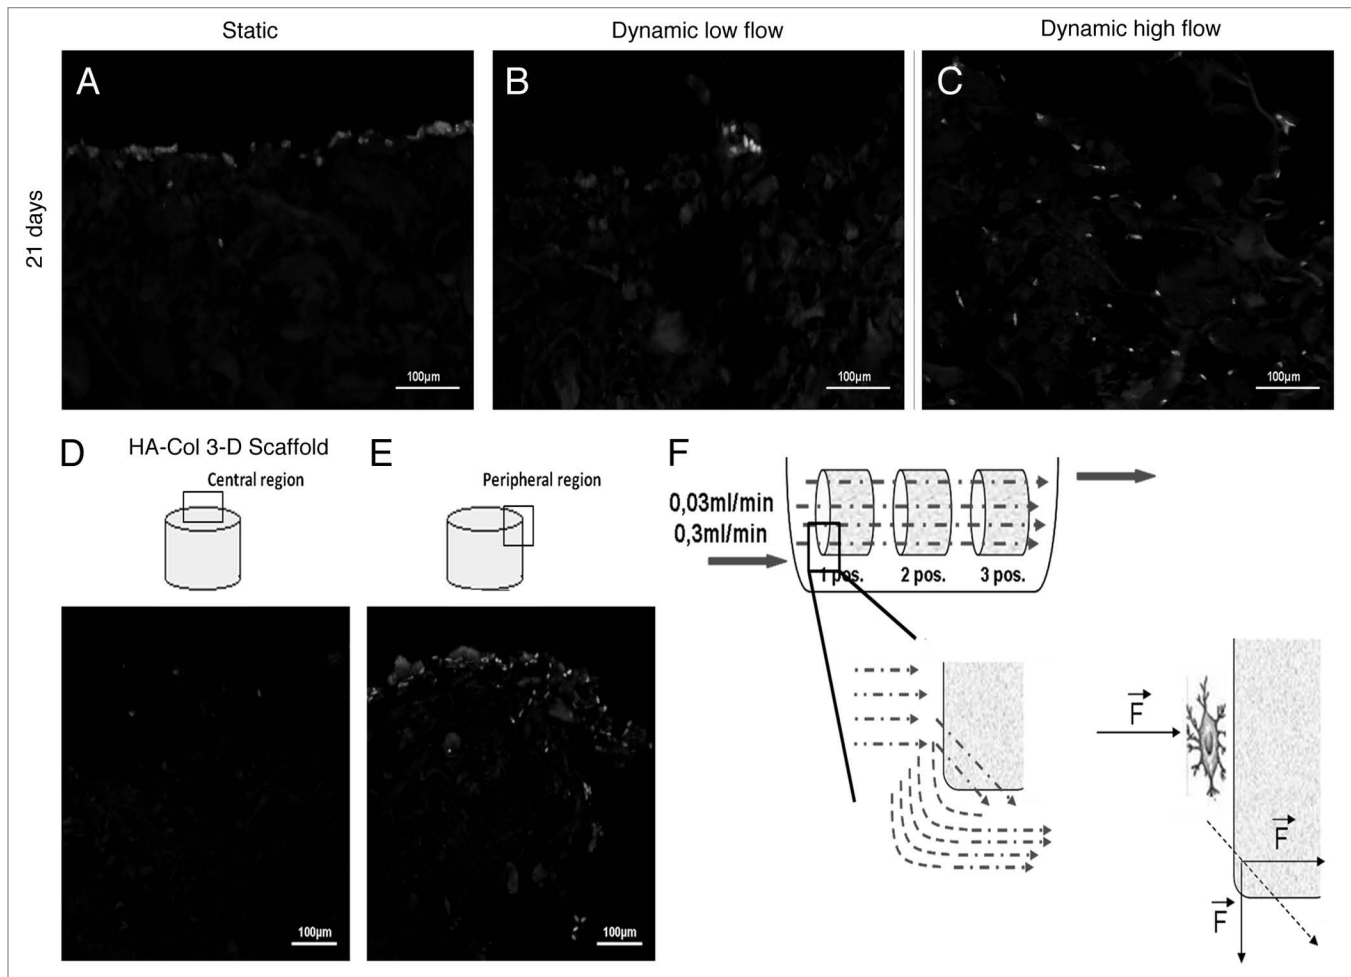 Static
Dynamic low flow
Dynamic high flow
A
B
C
21 days
100µm
100µm
100µm
D
HA-Col 3-D Scaffold
E
F
Central region
Peripheral region
0,03ml/min
0,3ml/min
1 pos.
2 pos.
3 pos.
F
F
F
100µm
100µm